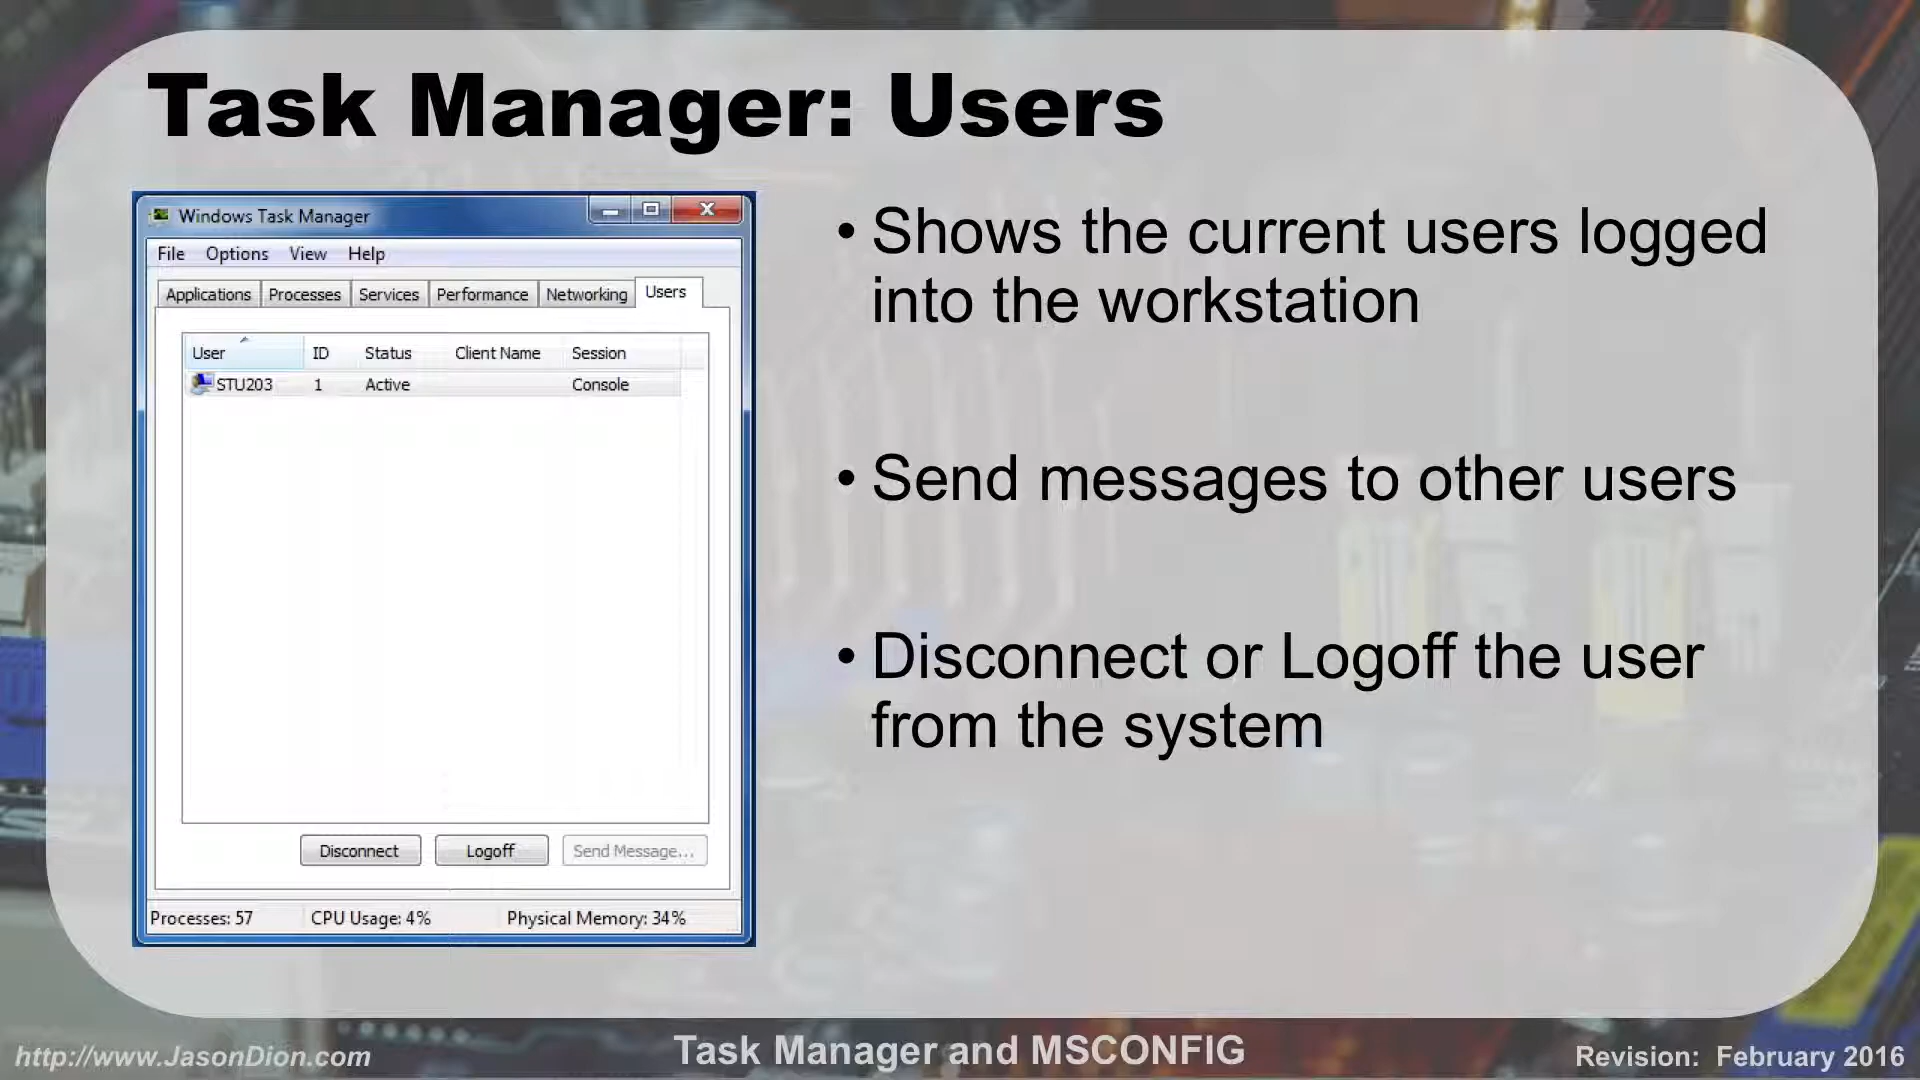 Task Manager: Users
Windows Task Manager
File Options View Help
Applications Processes Services Performance Networking Users
User ID Status Client Name Session
STU203 1 Active Console
Disconnect Logoff Send Message...
Processes: 57 CPU Usage: 4% Physical Memory: 34%
• Shows the current users logged
into the workstation
• Send messages to other users
• Disconnect or Logoff the user
from the system
http://www.JasonDion.com
Task Manager and MSCONFIG
Revision: February 2016